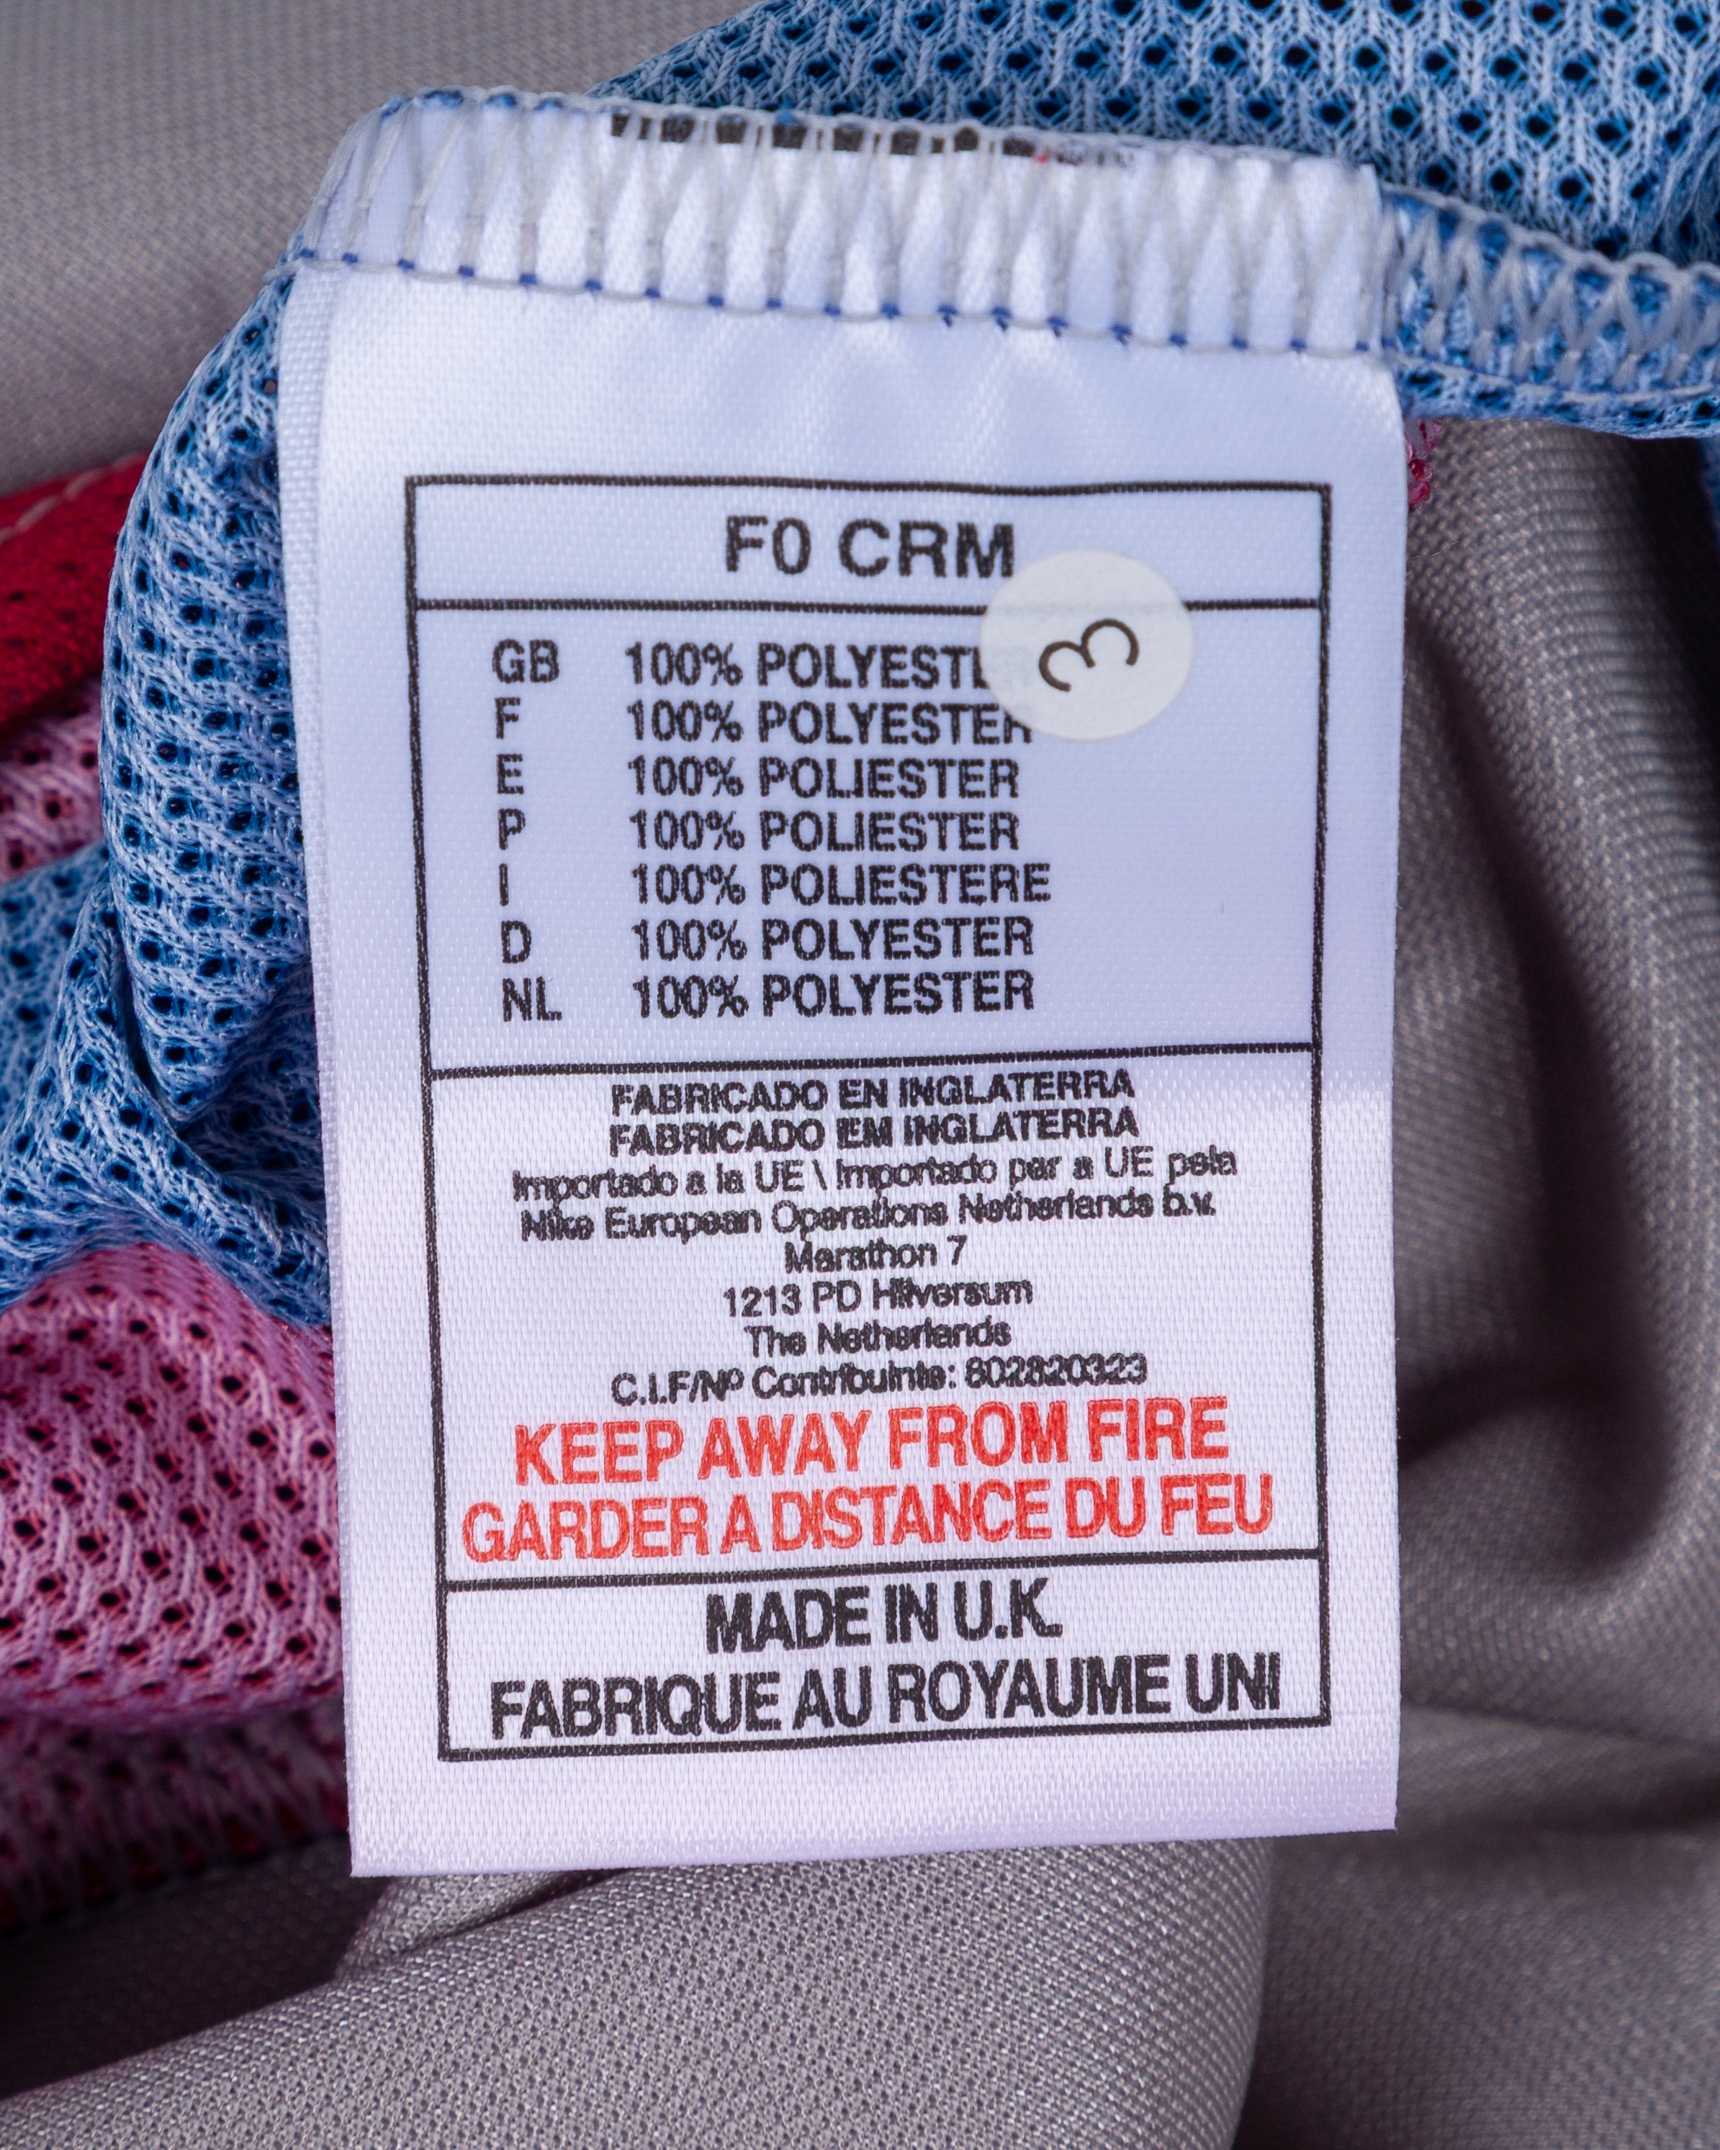 F0 CRM
3
GB 100% POLYESTER
F 100% POLYESTER
E 100% POLIESTER
P 100% POLIESTER
I 100% POLIESTERE
D 100% POLYESTER
NL 100% POLYESTER
FABRICADO EN INGLATERRA
FABRICADO EM INGLATERRA
Importado a la UE \ Importado par a UE pela
Nike European Operations Netherlands b.v.
Marathon 7
1213 PD Hilversum
The Netherlands
C.I.F/Nº Contribuinte: 802820323
KEEP AWAY FROM FIRE
GARDER A DISTANCE DU FEU
MADE IN U.K.
FABRIQUE AU ROYAUME UNI